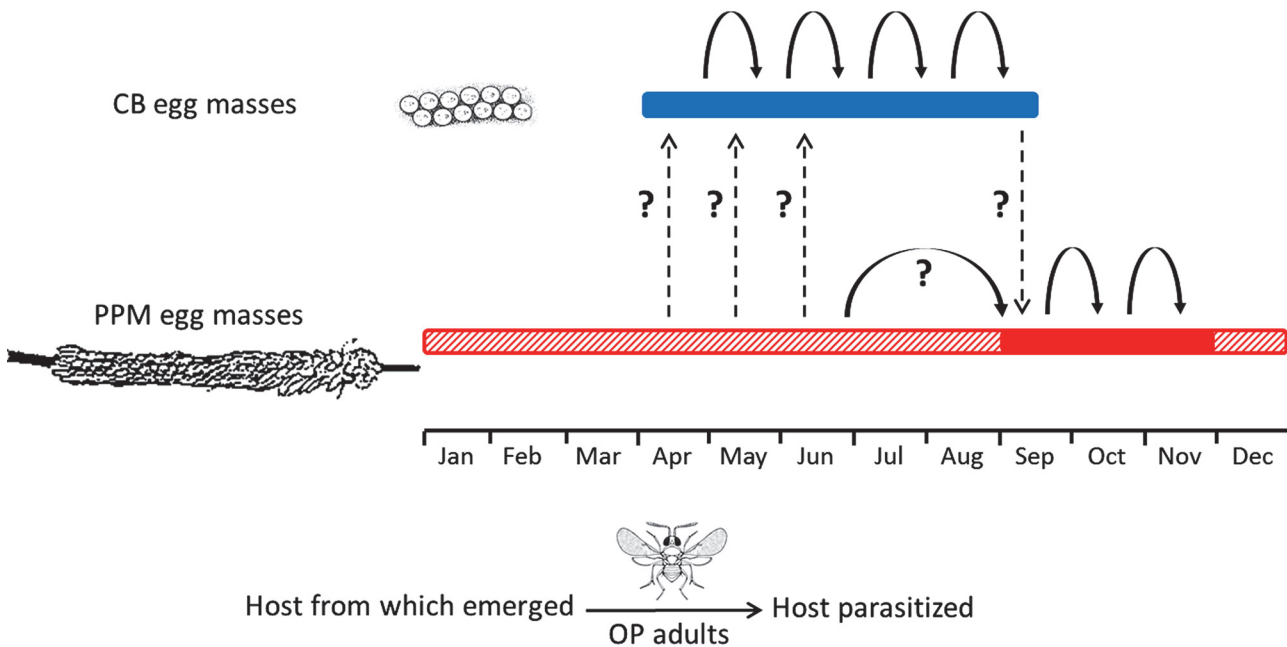 CB egg masses
? ? ? ?
?
PPM egg masses
Jan Feb Mar Apr May Jun Jul Aug Sep Oct Nov Dec
Host from which emerged
OP adults
Host parasitized